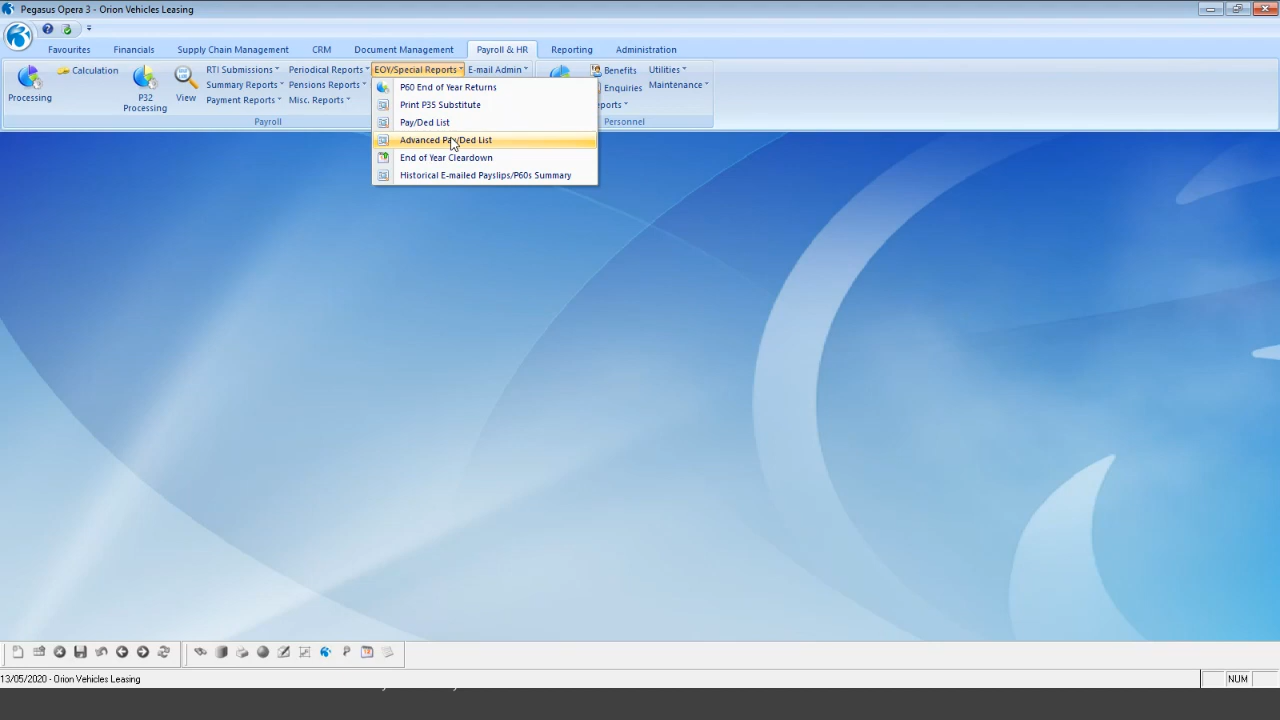 Pegasus Opera 3 - Orion Vehicles Leasing
Favourites Financials Supply Chain Management CRM Document Management Payroll & HR Reporting Administration
Processing
Calculation
P32 Processing
View
RTI Submissions
Summary Reports
Payment Reports
Periodical Reports
Pensions Reports
Misc. Reports
EOY/Special Reports
E-mail Admin
Payroll
P60 End of Year Returns
Print P35 Substitute
Pay/Ded List
Advanced Pay/Ded List
End of Year Cleardown
Historical E-mailed Payslips/P60s Summary
Benefits
Enquiries
Utilities
Maintenance
Personnel
13/05/2020 - Orion Vehicles Leasing
NUM